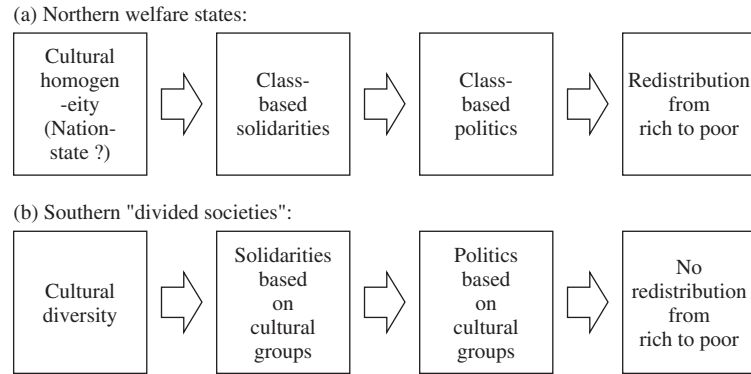 (a) Northern welfare states:
Cultural
homogen
-eity
(Nation-
state ?)
Class-
based
solidarities
Class-
based
politics
Redistribution
from
rich to poor
(b) Southern "divided societies":
Cultural
diversity
Solidarities
based
on
cultural
groups
Politics
based
on
cultural
groups
No
redistribution
from
rich to poor